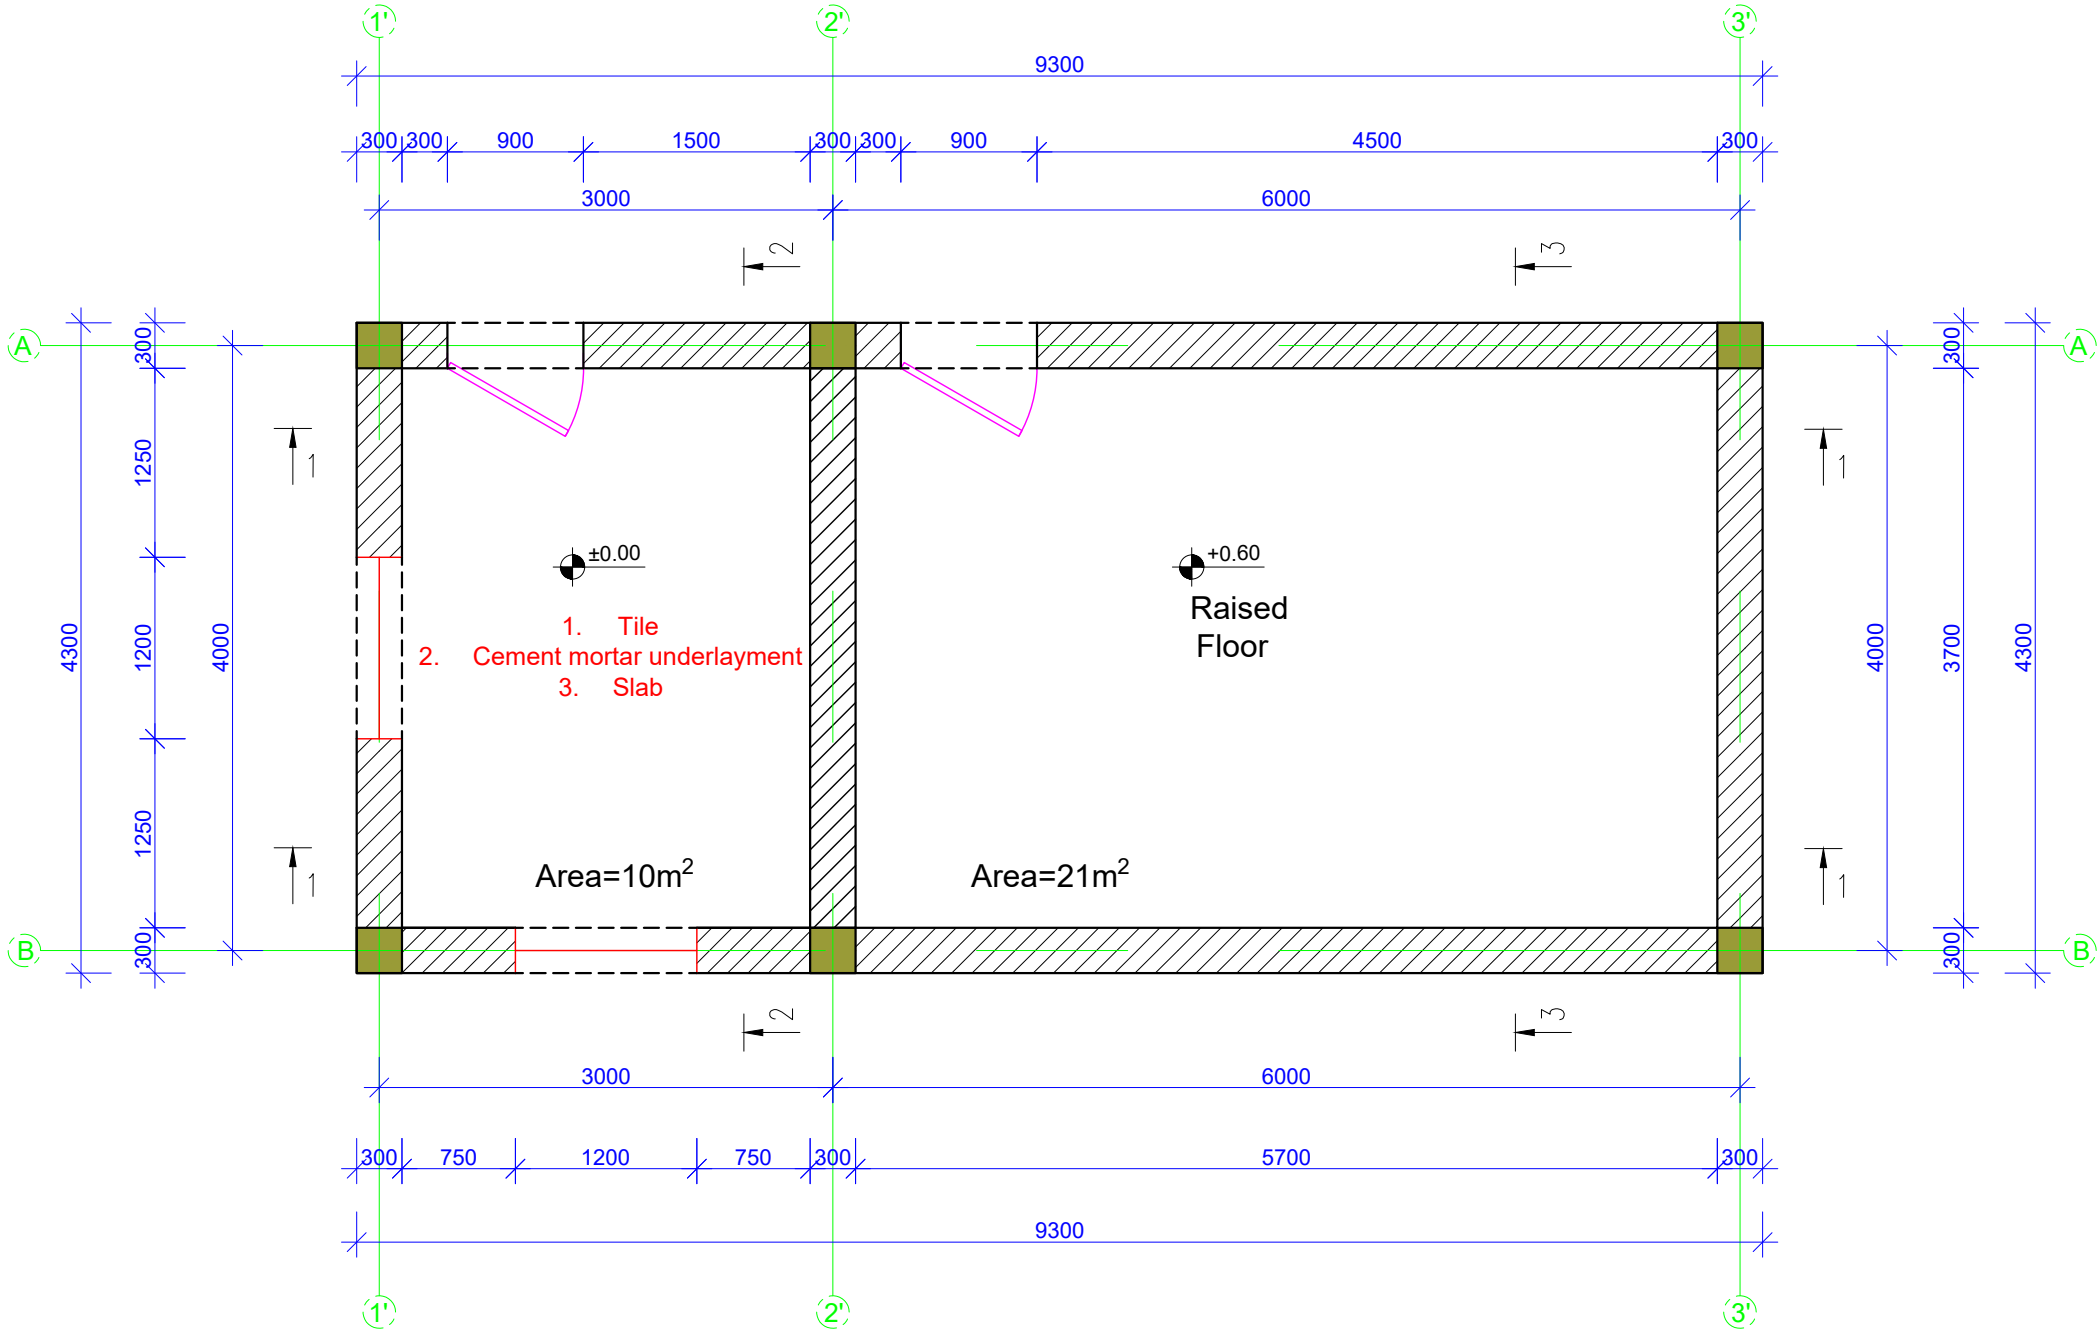 1' 2' 3'
9300
300 300 900 1500 300 300 900 4500 300
3000 6000
2 3
A A
300 300
1250
1 1
±0.00 +0.60
Raised
Floor
1. Tile
2. Cement mortar underlayment
3. Slab
4300 1200 4000 4000 3700 4300
1250
Area=10m² Area=21m²
1 1
B B
300 300
2 3
3000 6000
300 750 1200 750 300 5700 300
9300
1' 2' 3'